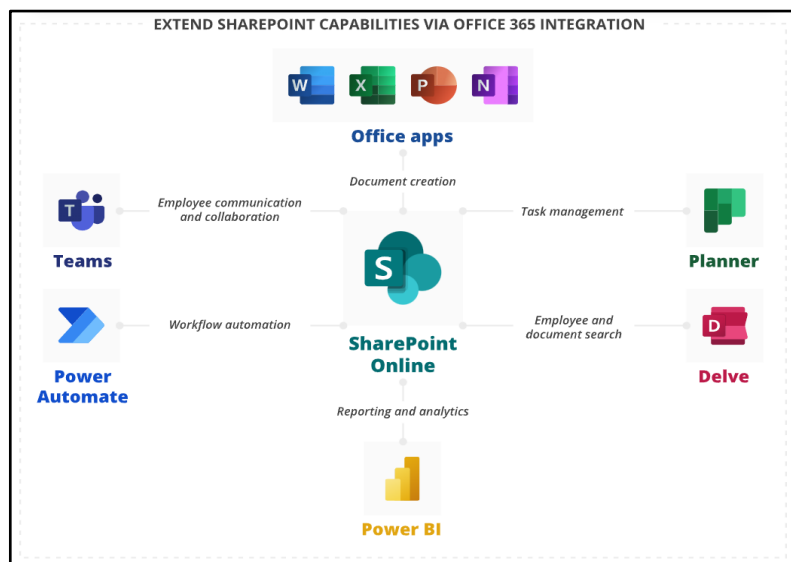 EXTEND SHAREPOINT CAPABILITIES VIA OFFICE 365 INTEGRATION
W
X
P
N
Office apps
Document creation
T
Teams
Employee communication
and collaboration
S
SharePoint
Online
Task management
Planner
Power
Automate
Workflow automation
Employee and
document search
D
Delve
Reporting and analytics
Power BI